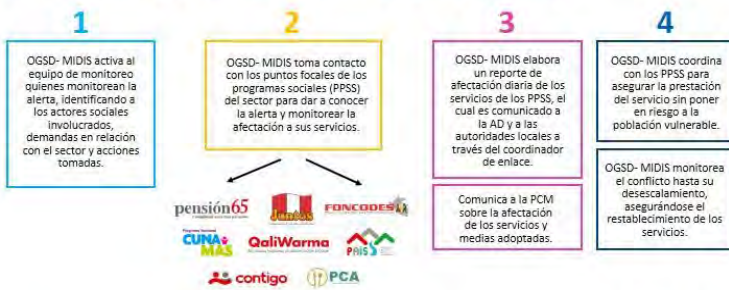 1
OGSD- MIDIS activa al
equipo de monitoreo
quienes monitorean la
alerta, identificando a
los actores sociales
involucrados,
demandas en relación
con el sector y acciones
tomadas.
2
OGSD- MIDIS toma contacto
con los puntos focales de los
programas sociales (PPSS)
del sector para dar a conocer
la alerta y monitorear la
afectación a sus servicios.
pensión65
Juntos
FONCODES
CUNA
MÁS
QaliWarma
PAIS
contigo
PCA
3
OGSD- MIDIS elabora
un reporte de
afectación diaria de los
servicios de los PPSS, el
cual es comunicado a
la AD y a las
autoridades locales a
través del coordinador
de enlace.
Comunica a la PCM
sobre la afectación
de los servicios y
medias adoptadas.
4
OGSD- MIDIS coordina
con los PPSS para
asegurar la prestación
del servicio sin poner
en riesgo a la
población vulnerable.
OGSD- MIDIS monitorea
el conflicto hasta su
desescalamiento,
asegurándose el
restablecimiento de los
servicios.